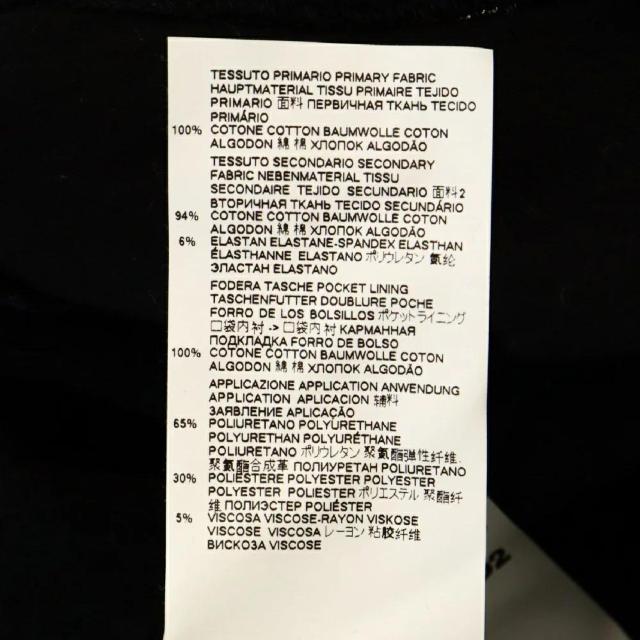 TESSUTO PRIMARIO PRIMARY FABRIC
HAUPTMATERIAL TISSU PRIMAIRE TEJIDO
PRIMARIO 面料 ПЕРВИЧНАЯ ТКАНЬ TECIDO
PRIMÁRIO
100% COTONE COTTON BAUMWOLLE COTON
ALGODON 綿 棉 ХЛОПОК ALGODÃO
TESSUTO SECONDARIO SECONDARY
FABRIC NEBENMATERIAL TISSU
SECONDAIRE TEJIDO SECUNDARIO 面料2
ВТОРИЧНАЯ ТКАНЬ TECIDO SECUNDÁRIO
94% COTONE COTTON BAUMWOLLE COTON
ALGODON 綿 棉 ХЛОПОК ALGODÃO
6% ELASTAN ELASTANE-SPANDEX ELASTHAN
ÉLASTHANNE ELASTANO ポリウレタン 氨纶
ЭЛАСТАН ELASTANO
FODERA TASCHE POCKET LINING
TASCHENFUTTER DOUBLURE POCHE
FORRO DE LOS BOLSILLOS ポケットライニング
口袋内衬 -> 口袋内衬 КАРМАННАЯ
ПОДКЛАДКА FORRO DE BOLSO
100% COTONE COTTON BAUMWOLLE COTON
ALGODON 綿 棉 ХЛОПОК ALGODÃO
APPLICAZIONE APPLICATION ANWENDUNG
APPLICATION APLICACION 辅料
ЗАЯВЛЕНИЕ APLICAÇÃO
65% POLIURETANO POLYURETHANE
POLYURETHAN POLYURÉTHANE
POLIURETANO ポリウレタン 聚氨酯弹性纤维
聚氨酯合成革 ПОЛИУРЕТАН POLIURETANO
30% POLIESTERE POLYESTER POLYESTER
POLYESTER POLIESTER ポリエステル 聚酯纤
维 ПОЛИЭСТЕР POLIÉSTER
5% VISCOSA VISCOSE-RAYON VISKOSE
VISCOSE VISCOSA レーヨン 粘胶纤维
ВИСКОЗА VISCOSE